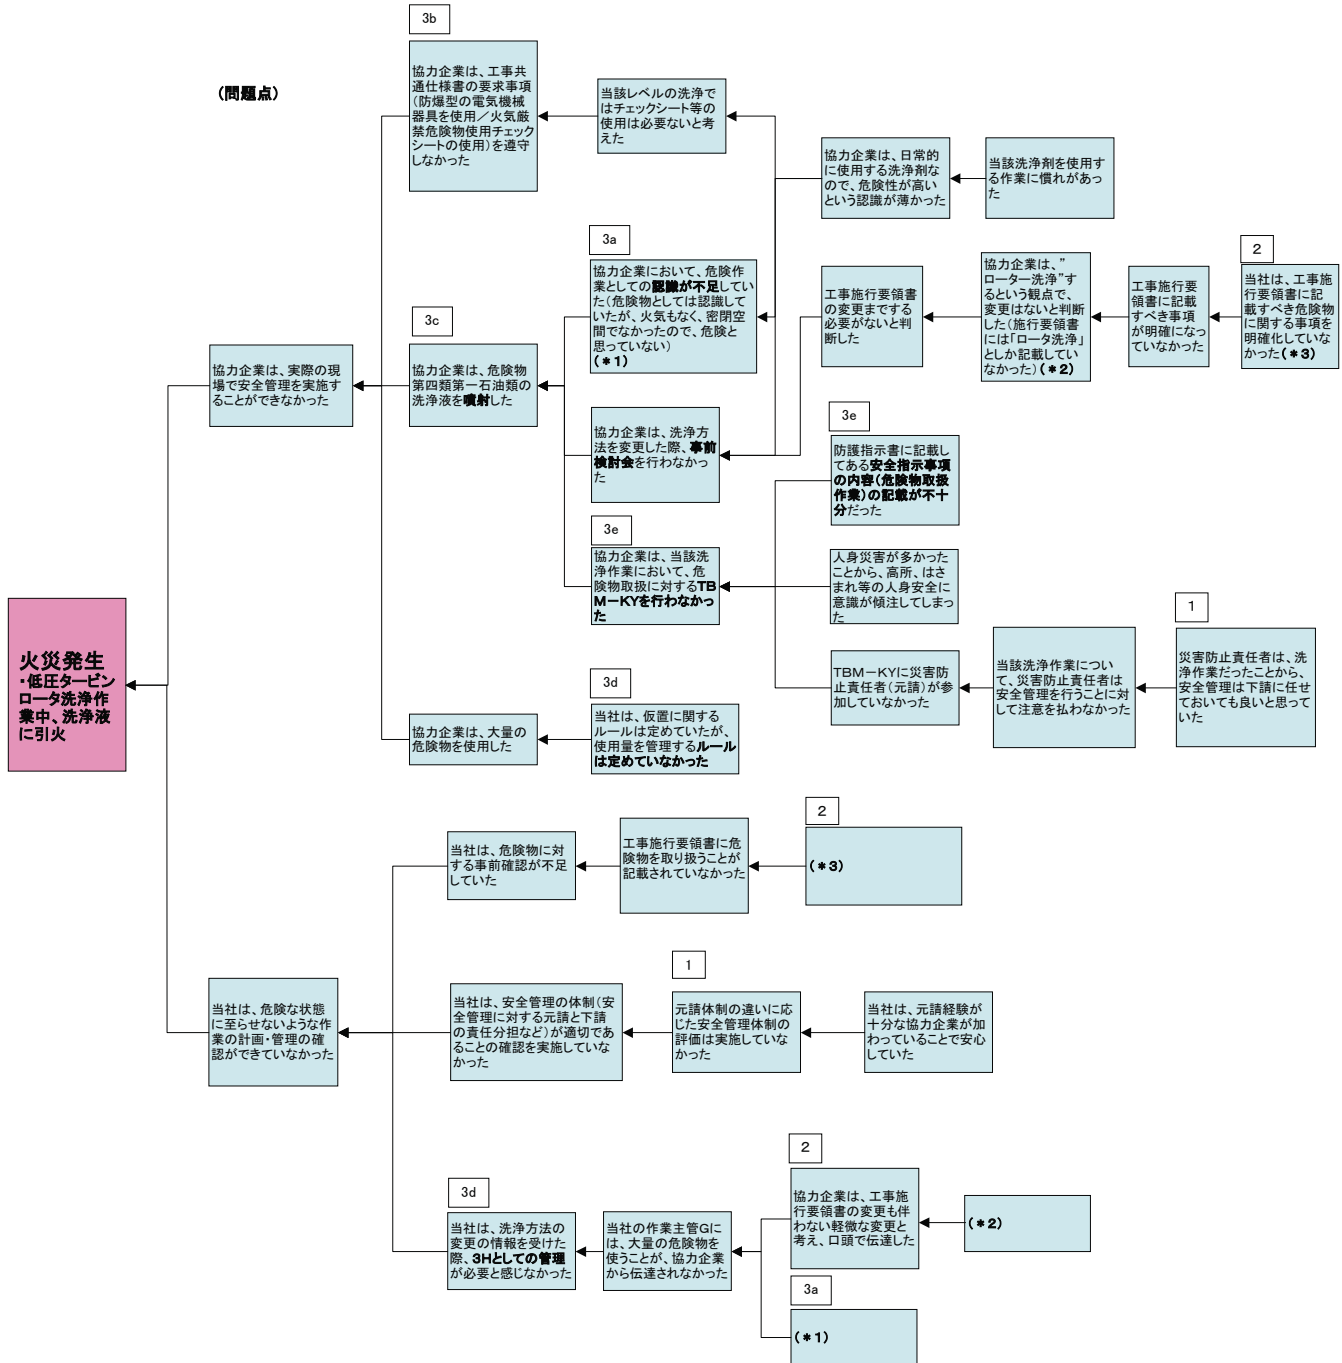 3b
協力企業は、工事共
通仕様書の要求事項
(防爆型の電気機械
器具を使用／火気厳
禁危険物使用チェック
シートの使用)を遵守
しなかった
(問題点)
当該レベルの洗浄で
はチェックシート等の
使用は必要ないと考
えた
協力企業は、日常的
に使用する洗浄剤な
ので、危険性が高い
という認識が薄かった
当該洗浄剤を使用す
る作業に慣れがあっ
た
3a
協力企業において、危険作
業としての認識が不足してい
た(危険物としては認識して
いたが、火気もなく、密閉空
間でなかったので、危険と
思っていない)
(＊1)
工事施行要領書
の変更までする
必要がないと判
断した
協力企業は、”
ローター洗浄”す
るという観点で、
変更はないと判断
した(施行要領書
には「ロータ洗浄」
としか記載してい
なかった)(＊2)
工事施行要
領書に記載
すべき事項
が明確になっ
ていなかった
2
当社は、工事施
行要領書に記
載すべき危険物
に関する事項を
明確化していな
かった(＊3)
3c
協力企業は、実際の現
場で安全管理を実施す
ることができなかった
協力企業は、危険物
第四類第一石油類の
洗浄液を噴射した
協力企業は、洗浄方
法を変更した際、事前
検討会を行わなかっ
た
3e
防護指示書に記載し
てある安全指示事項
の内容(危険物取扱
作業)の記載が不十
分だった
3e
協力企業は、当該洗
浄作業において、危
険物取扱に対するTB
M－KYを行わなかっ
た
人身災害が多かった
ことから、高所、はさ
まれ等の人身安全に
意識が傾注してしまっ
た
火災発生
・低圧タービン
ロータ洗浄作
業中、洗浄液
に引火
TBM－KYに災害防
止責任者(元請)が参
加していなかった
当該洗浄作業につい
て、災害防止責任者は
安全管理を行うことに対
して注意を払わなかった
1
災害防止責任者は、洗
浄作業だったことから、
安全管理は下請に任せ
ておいても良いと思って
いた
協力企業は、大量の
危険物を使用した
3d
当社は、仮置に関する
ルールは定めていたが、
使用量を管理するルール
は定めていなかった
当社は、危険物に対
する事前確認が不足
していた
工事施行要領書に危
険物を取り扱うことが
記載されていなかった
2
(＊3)
当社は、危険な状態
に至らせないような作
業の計画・管理の確
認ができていなかった
当社は、安全管理の体制(安
全管理に対する元請と下請
の責任分担など)が適切であ
ることの確認を実施していな
かった
1
元請体制の違いに応
じた安全管理体制の
評価は実施していな
かった
当社は、元請経験が
十分な協力企業が加
わっていることで安心
していた
3d
当社は、洗浄方法の
変更の情報を受けた
際、3Hとしての管理
が必要と感じなかった
当社の作業主管Gに
は、大量の危険物を
使うことが、協力企業
から伝達されなかった
2
協力企業は、工事施
行要領書の変更も伴
わない軽微な変更と
考え、口頭で伝達した
(＊2)
3a
(＊1)